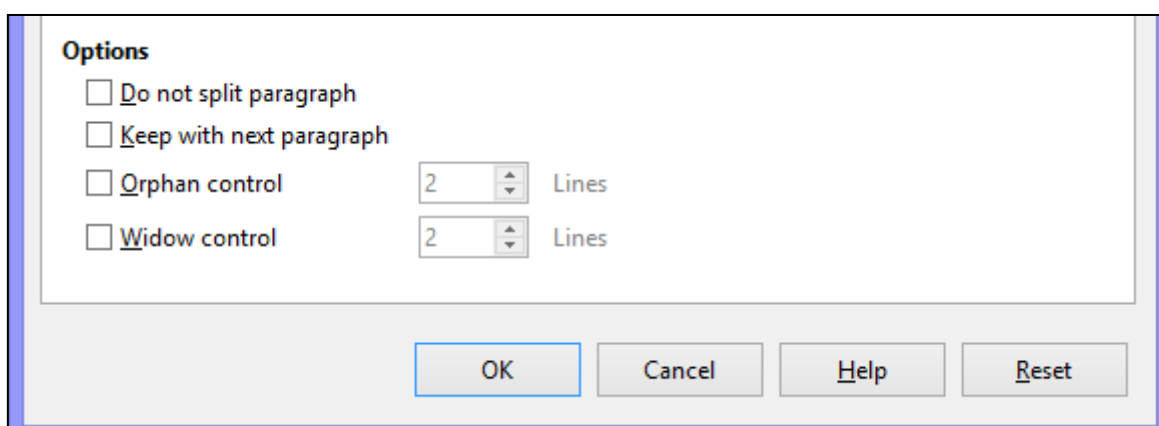 Options
Do not split paragraph
Keep with next paragraph
Orphan control 2 Lines
Widow control 2 Lines
OK Cancel Help Reset